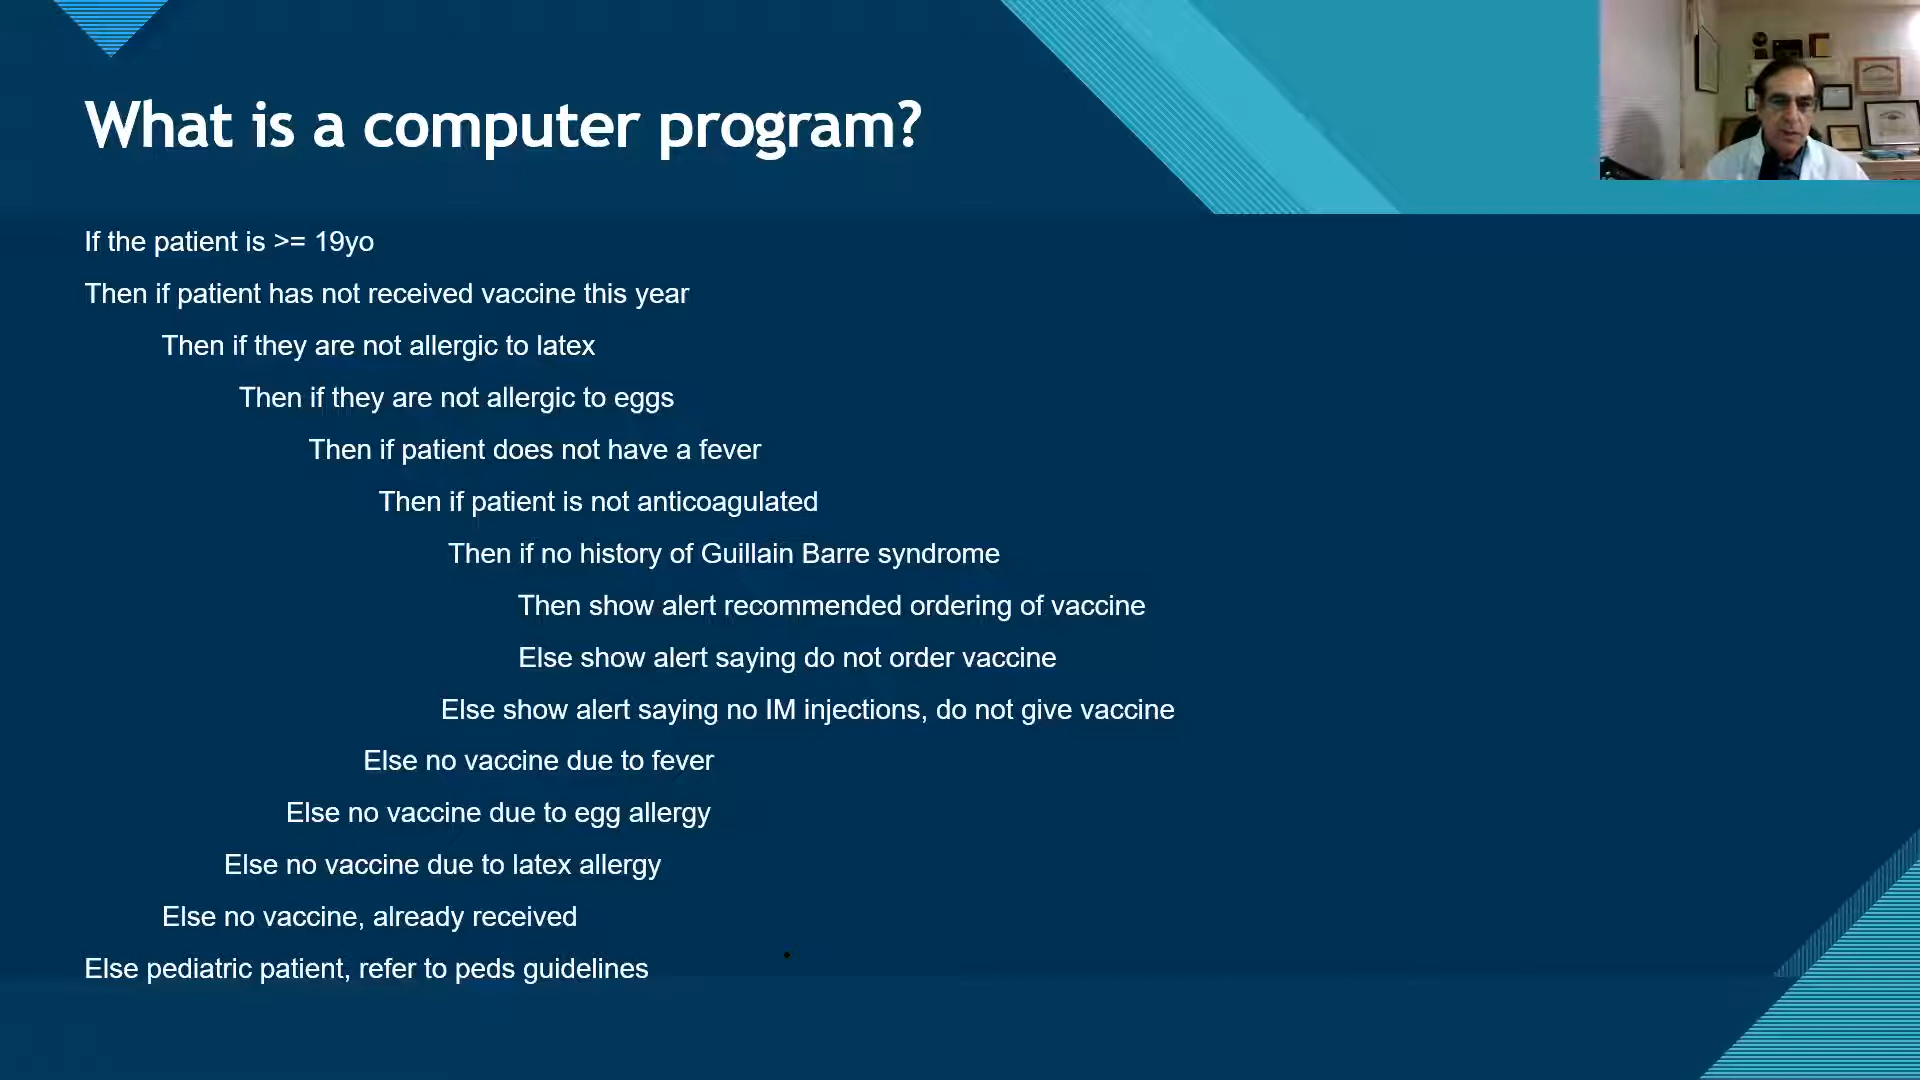 What is a computer program?
If the patient is >= 19yo
Then if patient has not received vaccine this year
Then if they are not allergic to latex
Then if they are not allergic to eggs
Then if patient does not have a fever
Then if patient is not anticoagulated
Then if no history of Guillain Barre syndrome
Then show alert recommended ordering of vaccine
Else show alert saying do not order vaccine
Else show alert saying no IM injections, do not give vaccine
Else no vaccine due to fever
Else no vaccine due to egg allergy
Else no vaccine due to latex allergy
Else no vaccine, already received
Else pediatric patient, refer to peds guidelines